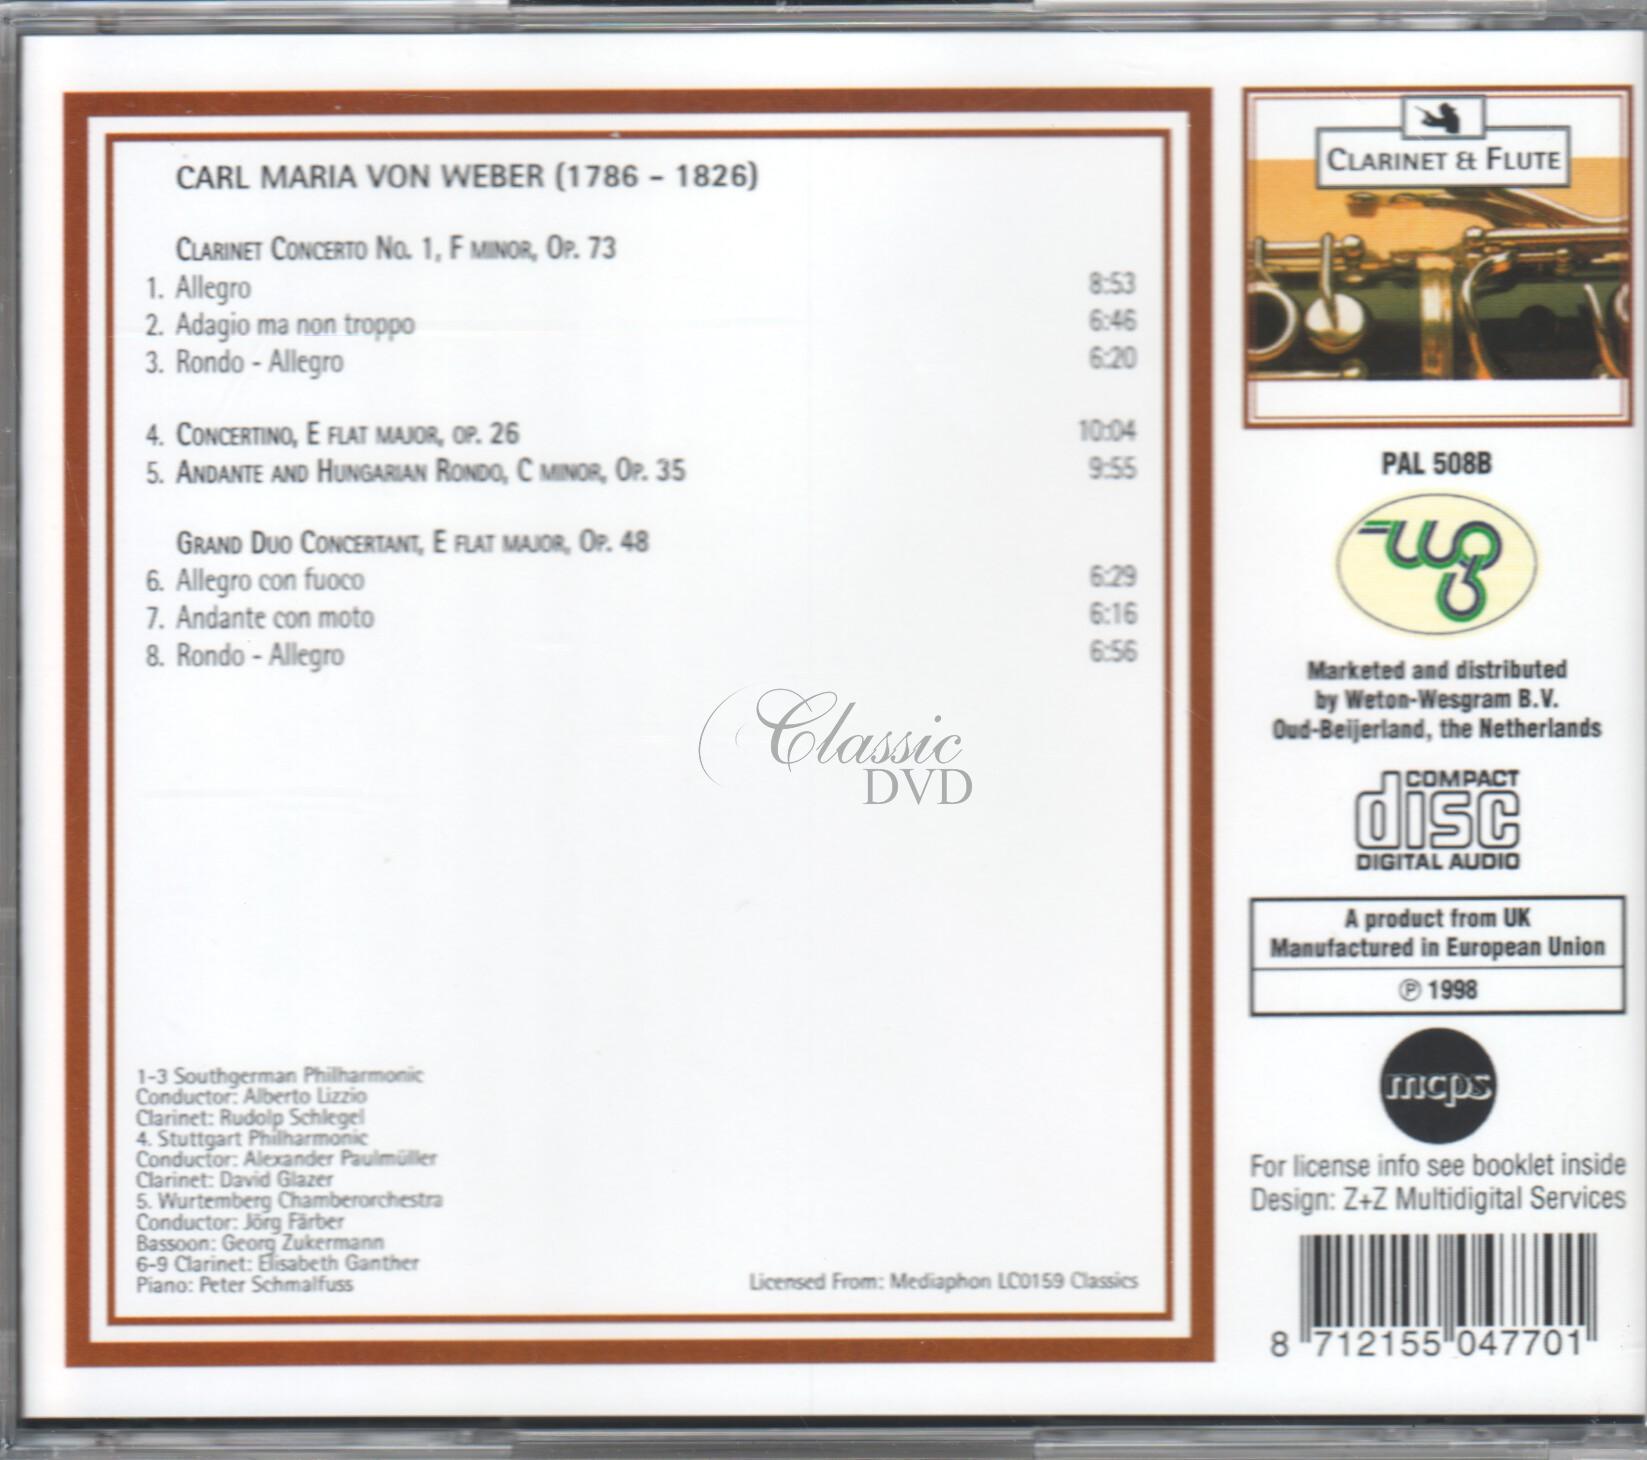 CARL MARIA VON WEBER (1786 – 1826)
CLARINET CONCERTO NO. 1, F MINOR, OP. 73
1. Allegro 8:53
2. Adagio ma non troppo 6:46
3. Rondo - Allegro 6:20
4. CONCERTINO, E FLAT MAJOR, OP. 26 10:04
5. ANDANTE AND HUNGARIAN RONDO, C MINOR, OP. 35 9:55
GRAND DUO CONCERTANT, E FLAT MAJOR, OP. 48
6. Allegro con fuoco 6:29
7. Andante con moto 6:16
8. Rondo - Allegro 6:56
Classic
DVD
1-3 Southgerman Philharmonic
Conductor: Alberto Lizzio
Clarinet: Rudolp Schlegel
4. Stuttgart Philharmonic
Conductor: Alexander Paulmüller
Clarinet: David Glazer
5. Wurtemberg Chamberorchestra
Conductor: Jörg Färber
Bassoon: Georg Zukermann
6-9 Clarinet: Elisabeth Ganther
Piano: Peter Schmalfuss
Licensed From: Mediaphon LC0159 Classics
CLARINET & FLUTE
PAL 508B
wgs
Marketed and distributed
by Weton-Wesgram B.V.
Oud-Beijerland, the Netherlands
COMPACT
disc
DIGITAL AUDIO
A product from UK
Manufactured in European Union
℗ 1998
mcps
For license info see booklet inside
Design: Z+Z Multidigital Services
8 712155 047701